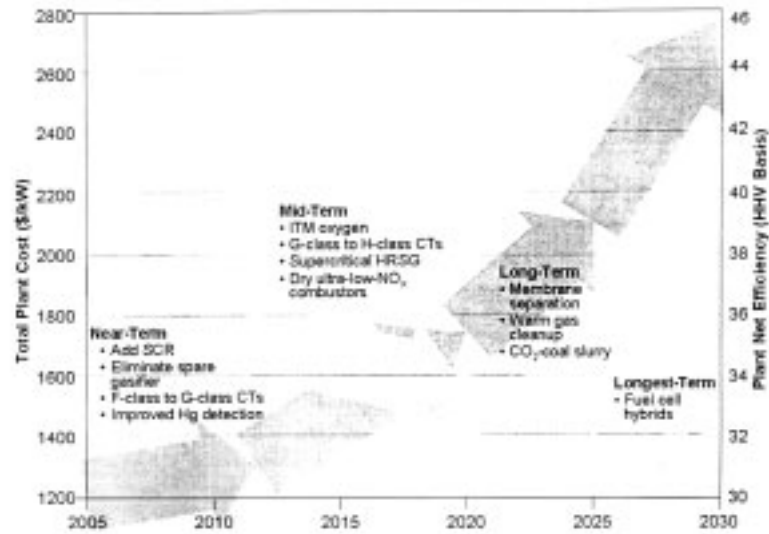 2800
2600
2400
2200
2000
1800
1600
1400
1200
Total Plant Cost ($/kW)
Near-Term
• Add SCR
• Eliminate spare
gasifier
• F-class to G-class CTs
• Improved Hg detection
Mid-Term
• ITM oxygen
• G-class to H-class CTs
• Supercritical HRSG
• Dry ultra-low-NOx
combustors
Long-Term
• Membrane
separation
• Warm gas
cleanup
• CO2-coal slurry
Longest-Term
• Fuel cell
hybrids
46
44
42
40
38
36
34
32
30
Plant Net Efficiency (HHV Basis)
2005 2010 2015 2020 2025 2030